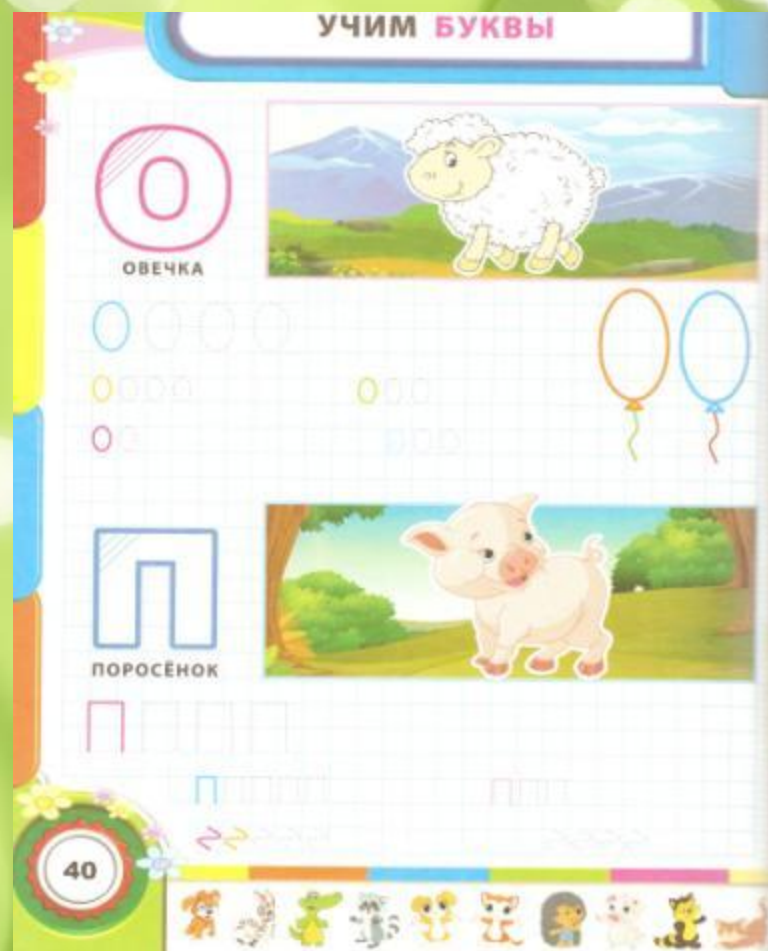 УЧИМ БУКВЫ
О
ОВЕЧКА
О О О О
О О О О О О О
О О О О О
П
ПОРОСЁНОК
П П П П
П П П П П П П П
40